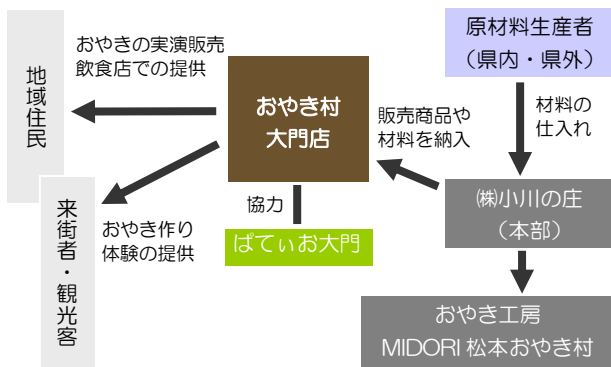 おやきの実演販売
飲食店での提供
地域住民
おやき村
大門店
原材料生産者
（県内・県外）
材料の
仕入れ
販売商品や
材料を納入
㈱小川の庄
（本部）
協力
ぱてぃお大門
来街者・観光客
おやき作り
体験の提供
おやき工房
MIDORI 松本おやき村